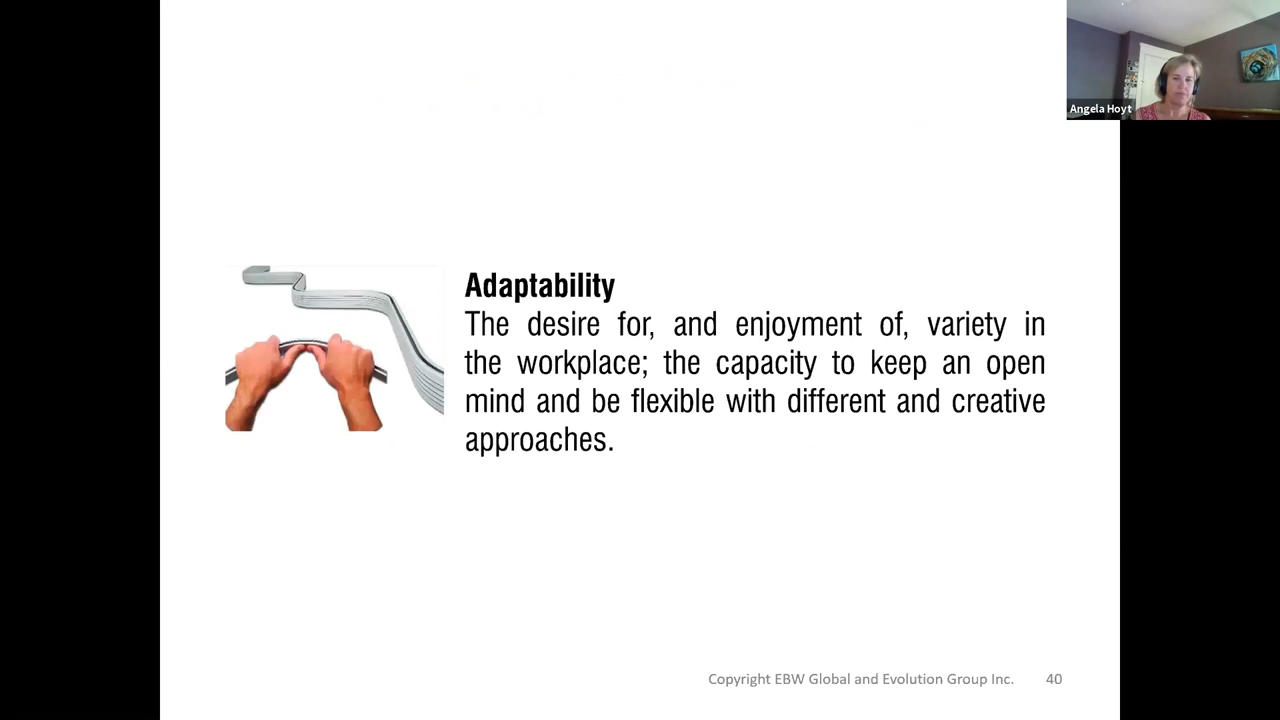 Angela Hoyt
Adaptability
The desire for, and enjoyment of, variety in
the workplace; the capacity to keep an open
mind and be flexible with different and creative
approaches.
Copyright EBW Global and Evolution Group Inc. 40